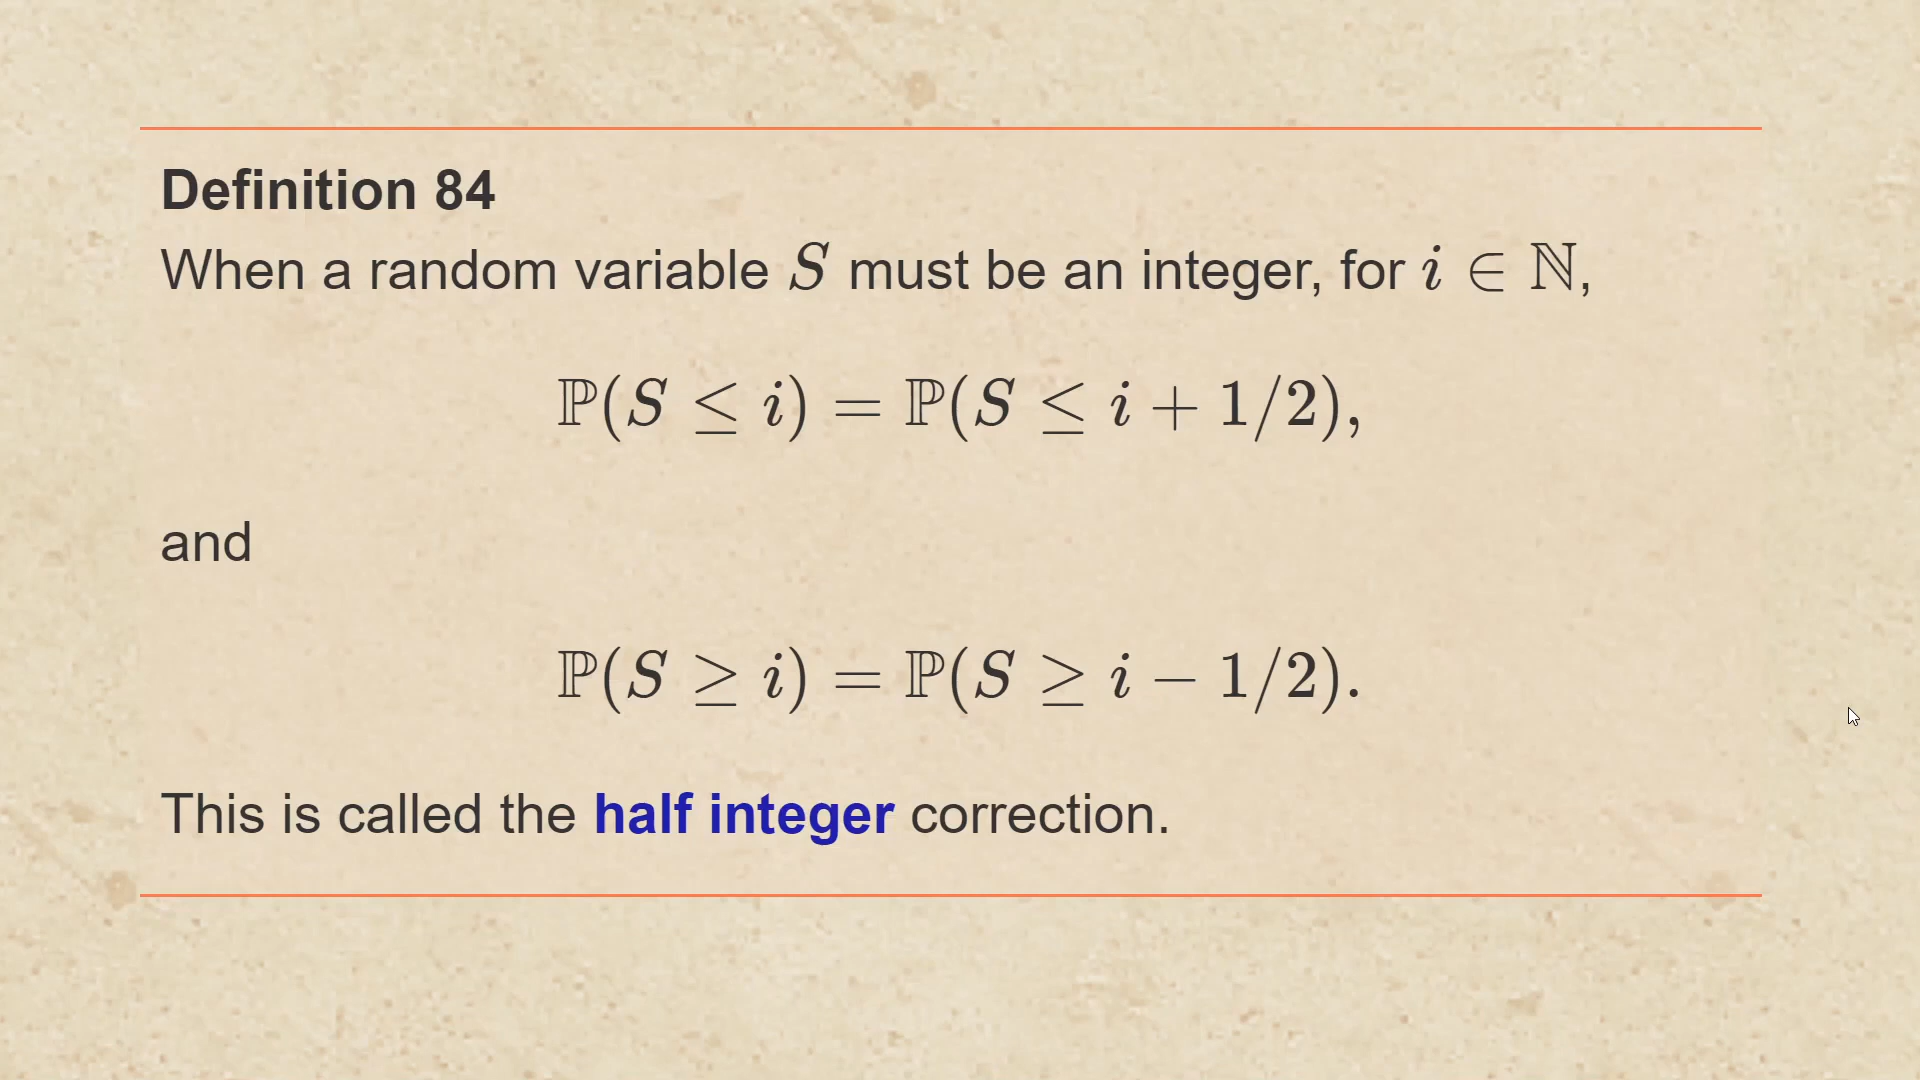 Definition 84
When a random variable S must be an integer, for i ∈ ℕ,
ℙ(S ≤ i) = ℙ(S ≤ i + 1/2),
and
ℙ(S ≥ i) = ℙ(S ≥ i − 1/2).
This is called the half integer correction.